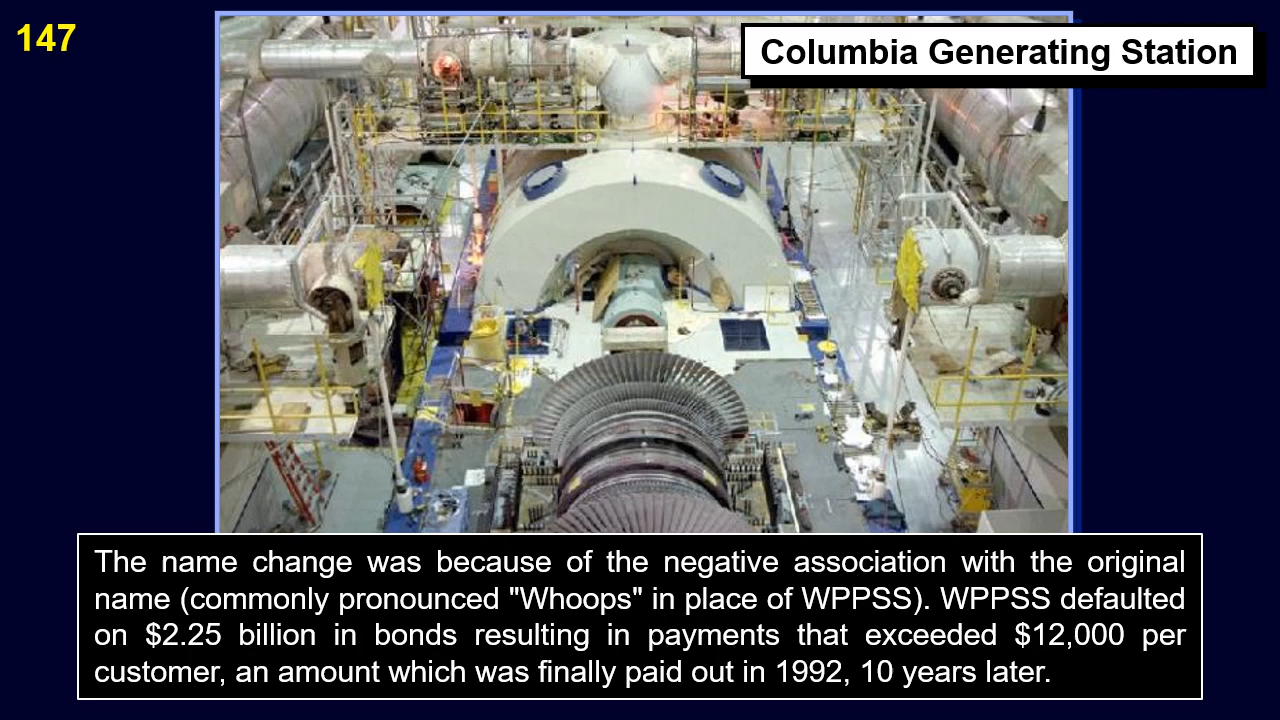 147
Columbia Generating Station
The name change was because of the negative association with the original
name (commonly pronounced "Whoops" in place of WPPSS). WPPSS defaulted
on $2.25 billion in bonds resulting in payments that exceeded $12,000 per
customer, an amount which was finally paid out in 1992, 10 years later.